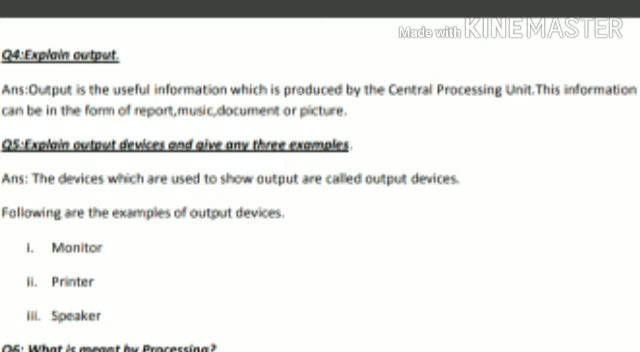 Made with KINEMASTER
Q4:Explain output.
Ans:Output is the useful information which is produced by the Central Processing Unit.This information
can be in the form of report,music,document or picture.
Q5:Explain output devices and give any three examples.
Ans: The devices which are used to show output are called output devices.
Following are the examples of output devices.
i. Monitor
ii. Printer
iii. Speaker
Q6: What is meant by Processing?